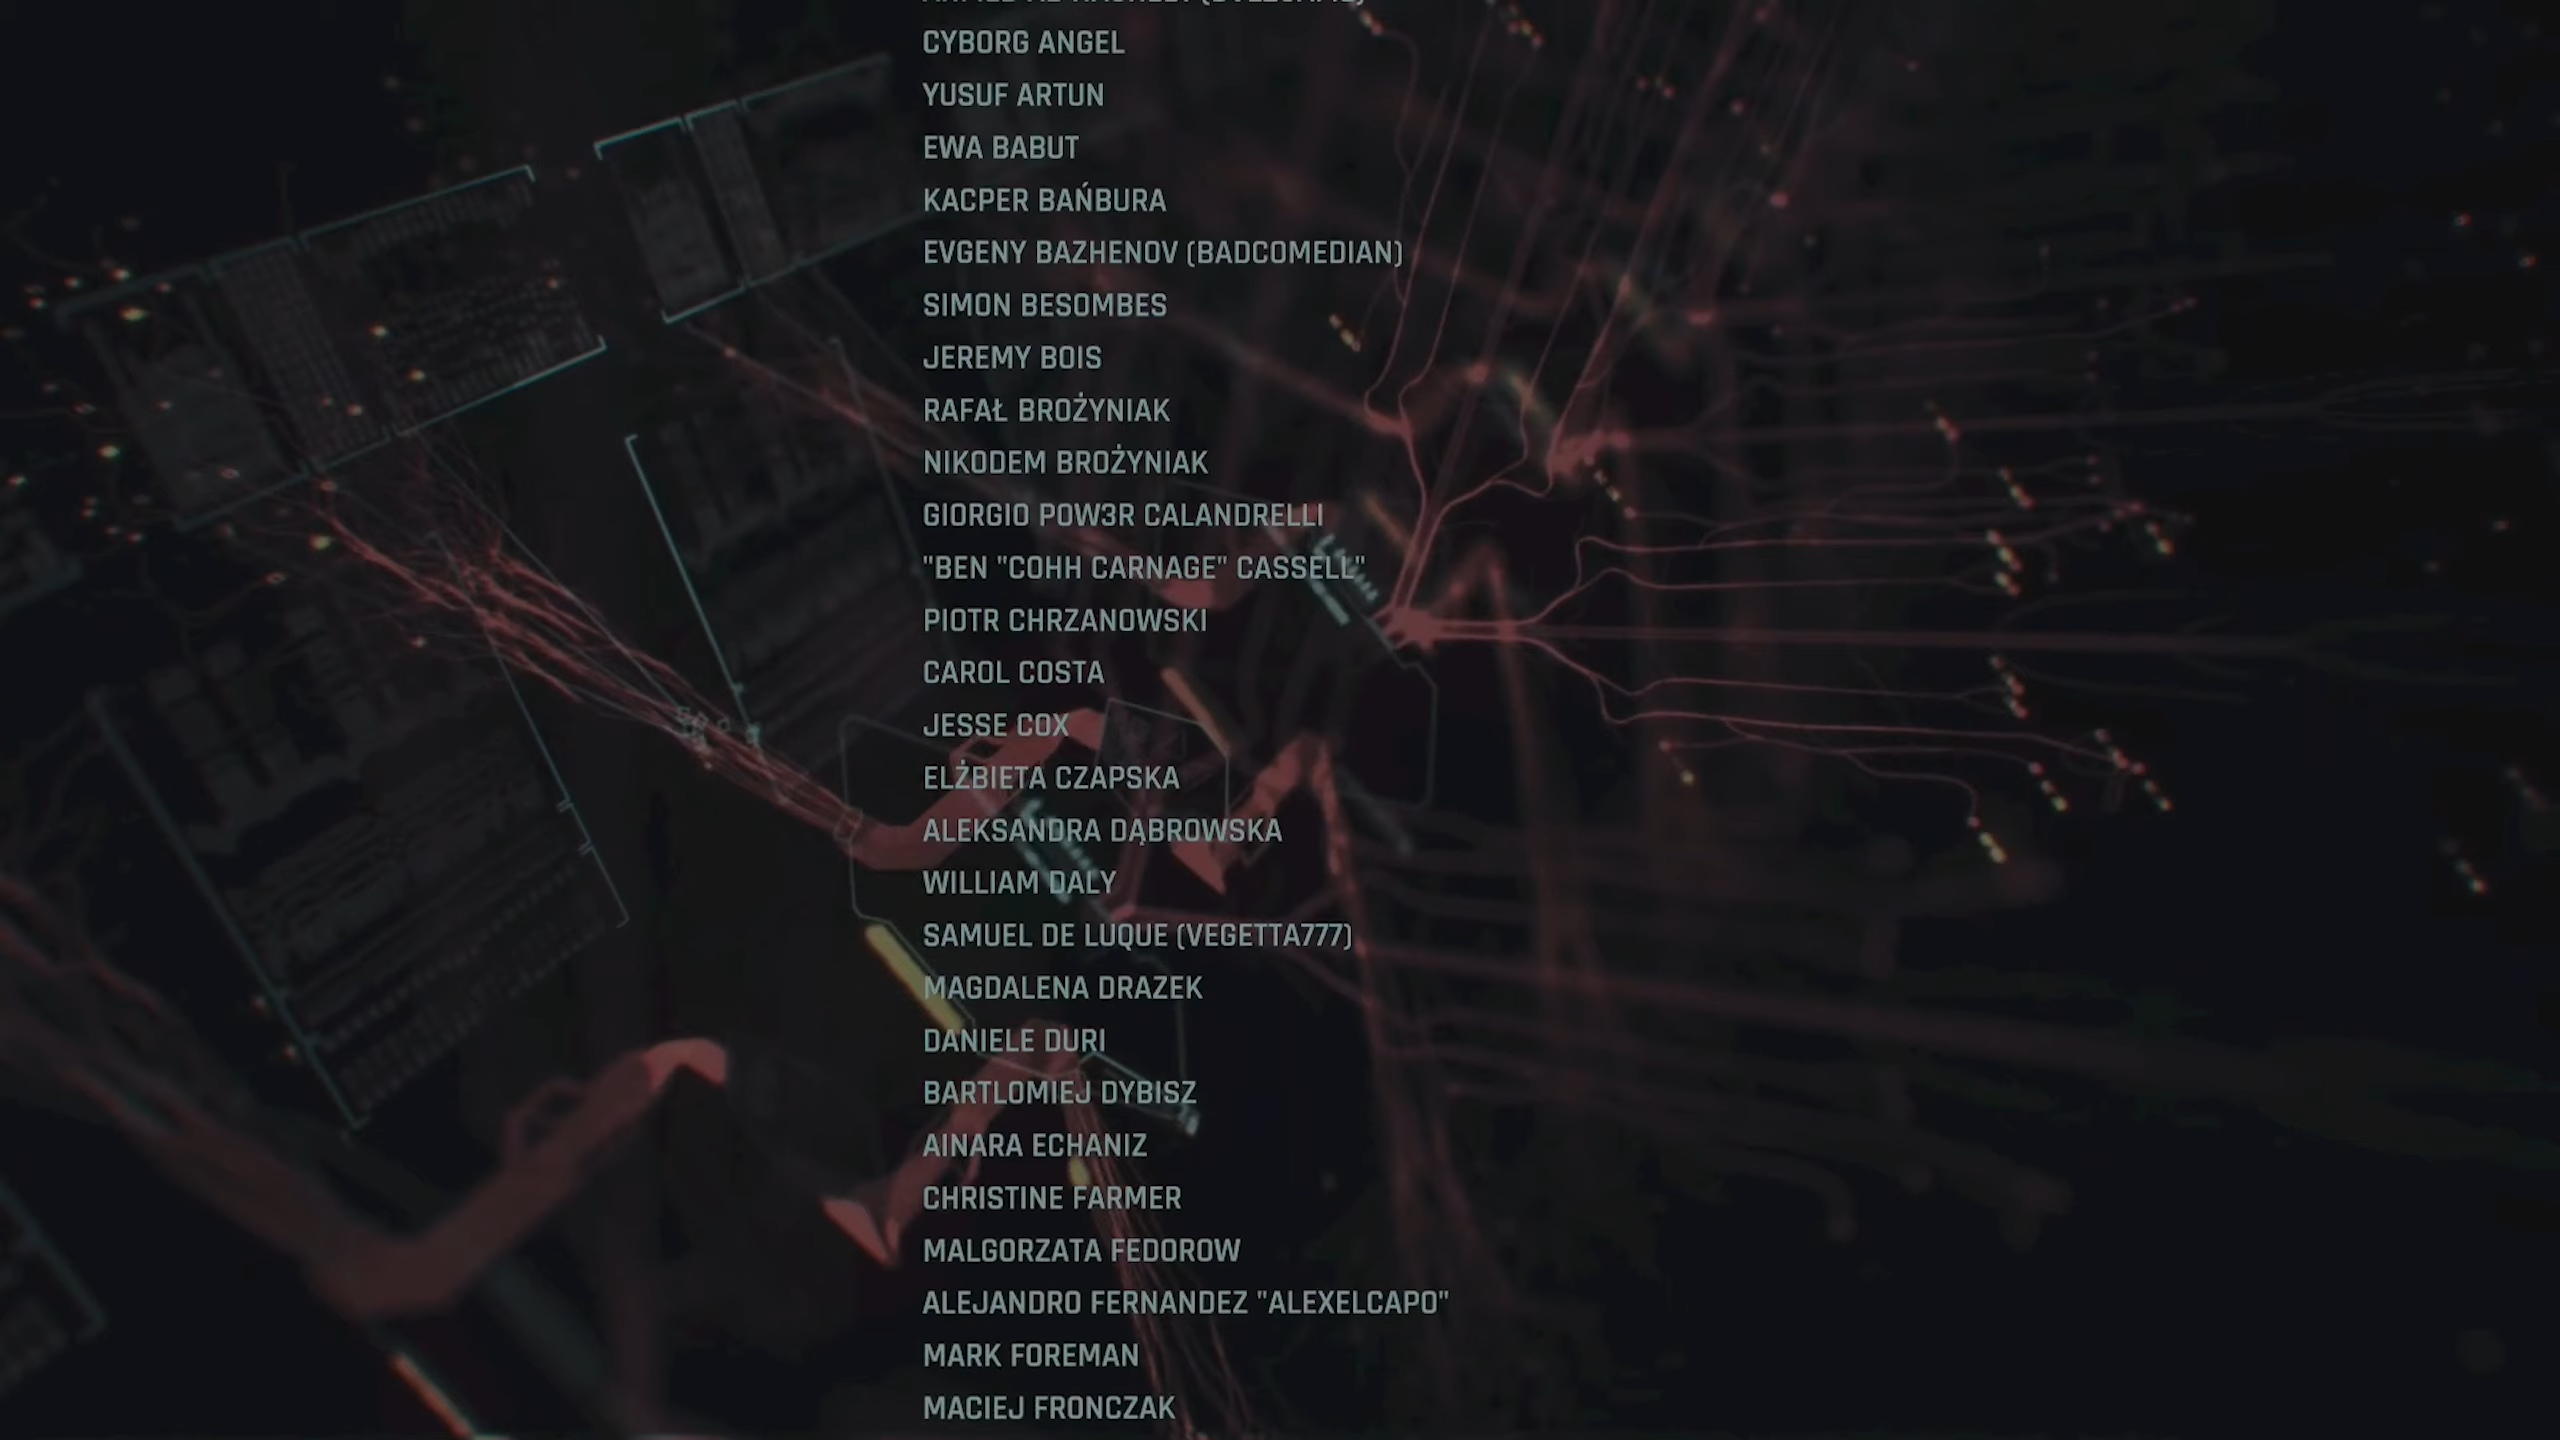 CYBORG ANGEL
YUSUF ARTUN
EWA BABUT
KACPER BAŃBURA
EVGENY BAZHENOV (BADCOMEDIAN)
SIMON BESOMBES
JEREMY BOIS
RAFAŁ BROŻYNIAK
NIKODEM BROŻYNIAK
GIORGIO POW3R CALANDRELLI
"BEN "COHH CARNAGE" CASSELL"
PIOTR CHRZANOWSKI
CAROL COSTA
JESSE COX
ELŻBIETA CZAPSKA
ALEKSANDRA DĄBROWSKA
WILLIAM DALY
SAMUEL DE LUQUE (VEGETTA777)
MAGDALENA DRAZEK
DANIELE DURI
BARTLOMIEJ DYBISZ
AINARA ECHANIZ
CHRISTINE FARMER
MALGORZATA FEDOROW
ALEJANDRO FERNANDEZ "ALEXELCAPO"
MARK FOREMAN
MACIEJ FRONCZAK